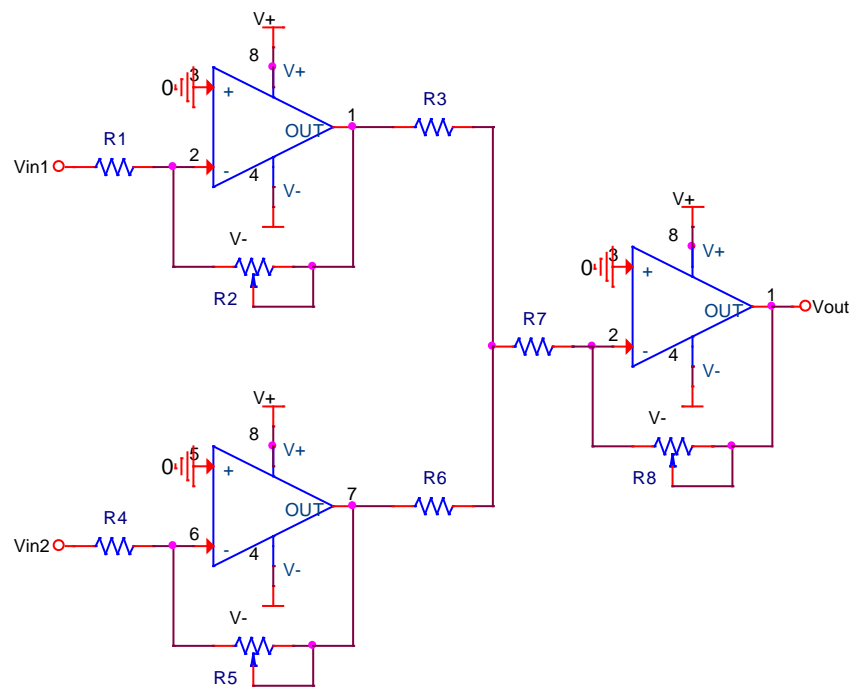 V+
8
V+
0
3
+
1
R3
OUT
R1
Vin1
2
-
4
V-
V-
R2
V+
8
V+
0
3
+
1
OUT
Vout
R7
2
-
4
V-
V-
R8
V+
8
V+
0
5
+
7
R6
OUT
R4
Vin2
6
-
4
V-
V-
R5